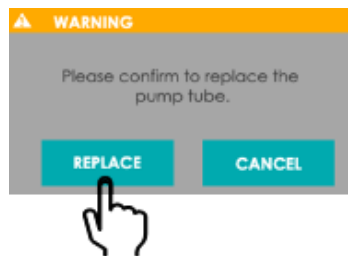 WARNING
Please confirm to replace the
pump tube.
REPLACE
CANCEL